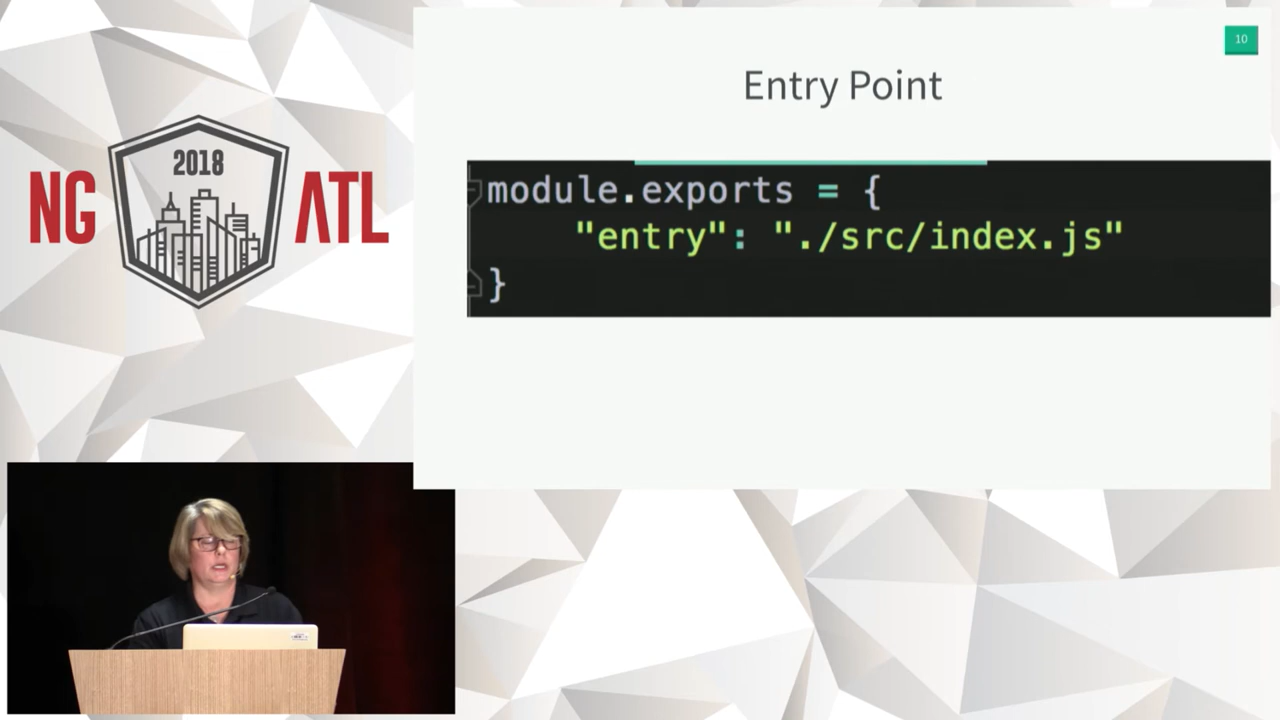 NG
2018
ATL
10
Entry Point
module.exports = {
"entry": "./src/index.js"
}